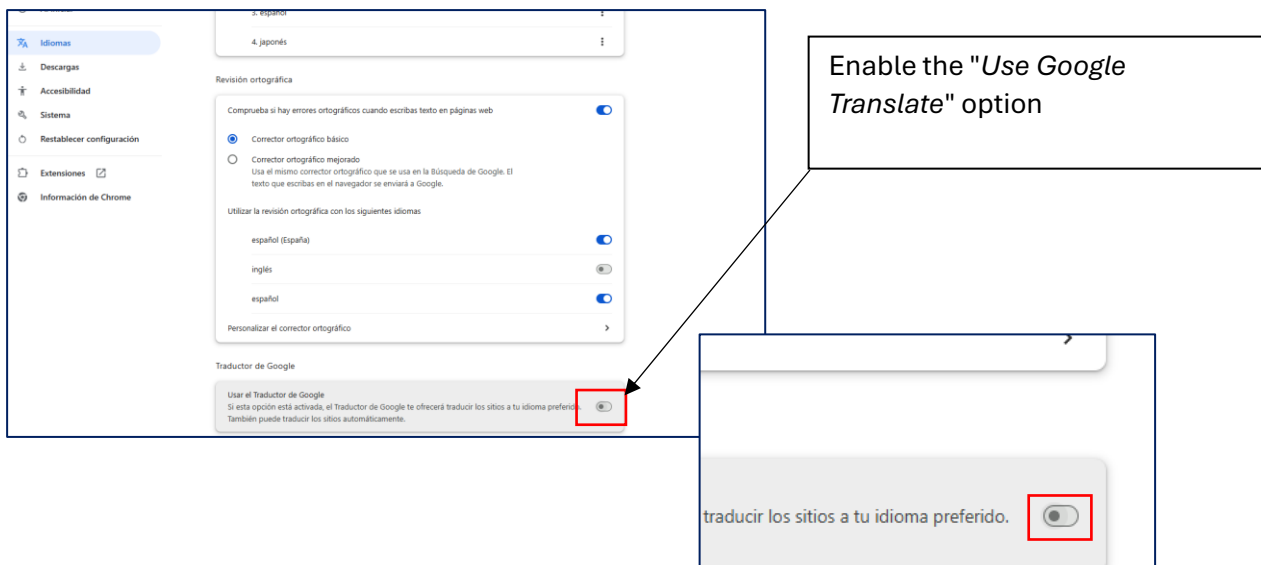 3. español
4. japonés
Idiomas
Descargas
Accesibilidad
Sistema
Restablecer configuración
Extensiones
Información de Chrome
Revisión ortográfica
Comprueba si hay errores ortográficos cuando escribas texto en páginas web
Corrector ortográfico básico
Corrector ortográfico mejorado
Usa el mismo corrector ortográfico que se usa en la Búsqueda de Google. El
texto que escribas en el navegador se enviará a Google.
Utilizar la revisión ortográfica con los siguientes idiomas
español (España)
inglés
español
Personalizar el corrector ortográfico
Traductor de Google
Usar el Traductor de Google
Si esta opción está activada, el Traductor de Google te ofrecerá traducir los sitios a tu idioma preferido.
También puede traducir los sitios automáticamente.
Enable the "Use Google
Translate" option
traducir los sitios a tu idioma preferido.